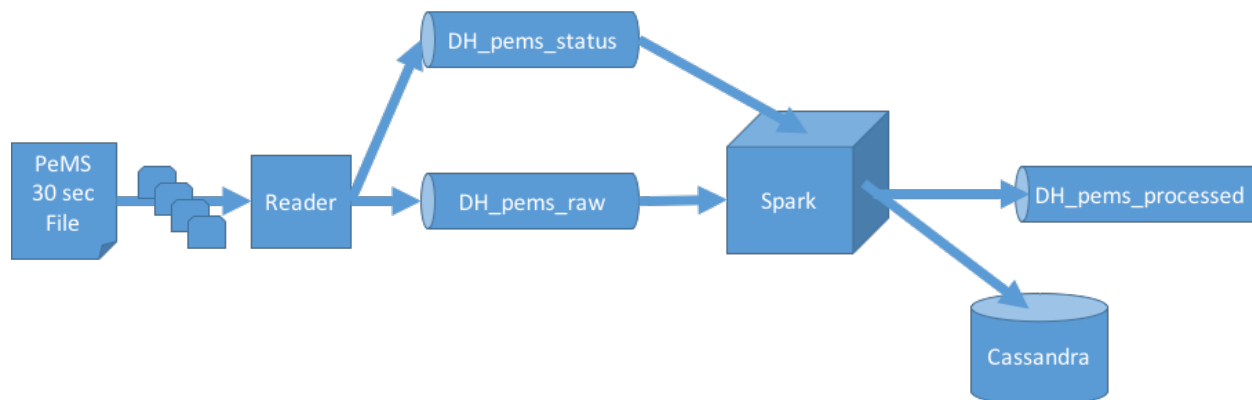 DH_pems_status
PeMS
30 sec
File
Reader
DH_pems_raw
Spark
DH_pems_processed
Cassandra